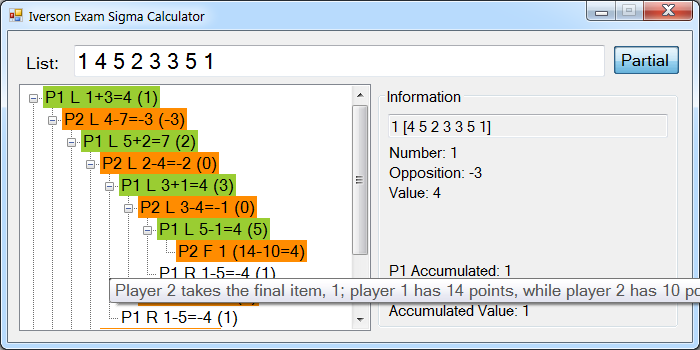 Iverson Exam Sigma Calculator
List: 1 4 5 2 3 3 5 1
Partial
P1 L 1+3=4 (1)
P2 L 4-7=-3 (-3)
P1 L 5+2=7 (2)
P2 L 2-4=-2 (0)
P1 L 3+1=4 (3)
P2 L 3-4=-1 (0)
P1 L 5-1=4 (5)
P2 F 1 (14-10=4)
P1 R 1-5=-4 (1)
P1 R 1-5=-4 (1)
Information
1 [4 5 2 3 3 5 1]
Number: 1
Opposition: -3
Value: 4
P1 Accumulated: 1
Player 2 takes the final item, 1; player 1 has 14 points, while player 2 has 10 po
Accumulated Value: 1